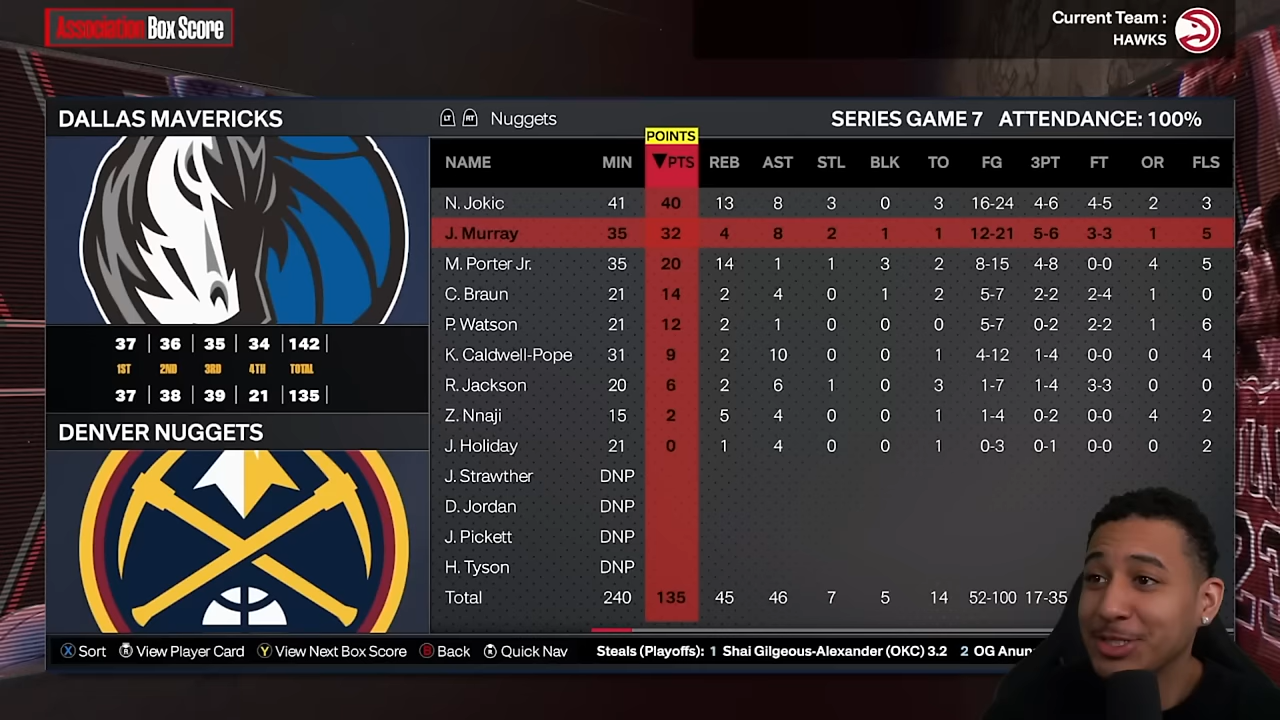 Association Box Score
Current Team :
HAWKS
DALLAS MAVERICKS
LT RT Nuggets
SERIES GAME 7 ATTENDANCE: 100%
POINTS
NAME MIN ▼PTS REB AST STL BLK TO FG 3PT FT OR FLS
N. Jokic 41 40 13 8 3 0 3 16-24 4-6 4-5 2 3
J. Murray 35 32 4 8 2 1 1 12-21 5-6 3-3 1 5
M. Porter Jr. 35 20 14 1 1 3 2 8-15 4-8 0-0 4 5
C. Braun 21 14 2 4 0 1 2 5-7 2-2 2-4 1 0
P. Watson 21 12 2 1 0 0 0 5-7 0-2 2-2 1 6
K. Caldwell-Pope 31 9 2 10 0 0 1 4-12 1-4 0-0 0 4
R. Jackson 20 6 2 6 1 0 3 1-7 1-4 3-3 0 0
Z. Nnaji 15 2 5 4 0 0 1 1-4 0-2 0-0 4 2
J. Holiday 21 0 1 4 0 0 1 0-3 0-1 0-0 0 2
J. Strawther DNP
D. Jordan DNP
J. Pickett DNP
H. Tyson DNP
Total 240 135 45 46 7 5 14 52-100 17-35
37 | 36 | 35 | 34 | 142 |
1ST 2ND 3RD 4TH TOTAL
37 | 38 | 39 | 21 | 135 |
DENVER NUGGETS
X Sort R View Player Card Y View Next Box Score B Back Quick Nav
Steals (Playoffs): 1 Shai Gilgeous-Alexander (OKC) 3.2 2 OG Anun